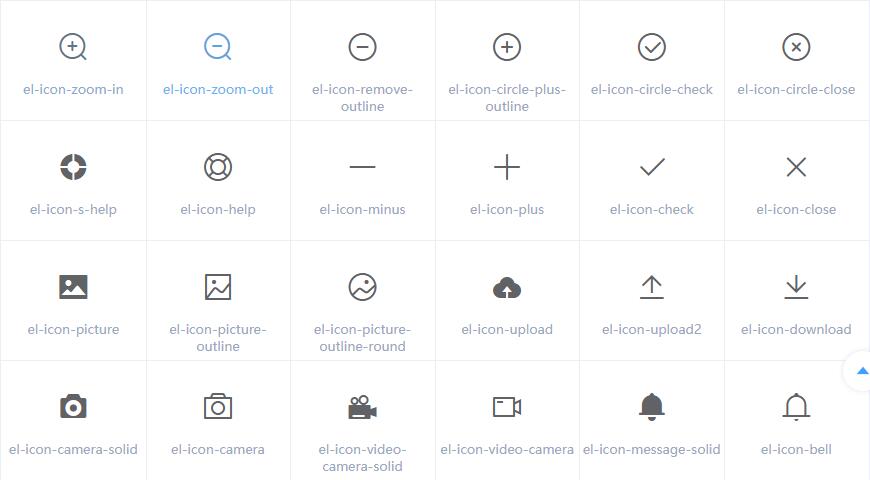 el-icon-zoom-in
el-icon-zoom-out
el-icon-remove-
outline
el-icon-circle-plus-
outline
el-icon-circle-check
el-icon-circle-close
el-icon-s-help
el-icon-help
el-icon-minus
el-icon-plus
el-icon-check
el-icon-close
el-icon-picture
el-icon-picture-
outline
el-icon-picture-
outline-round
el-icon-upload
el-icon-upload2
el-icon-download
el-icon-camera-solid
el-icon-camera
el-icon-video-
camera-solid
el-icon-video-camera
el-icon-message-solid
el-icon-bell